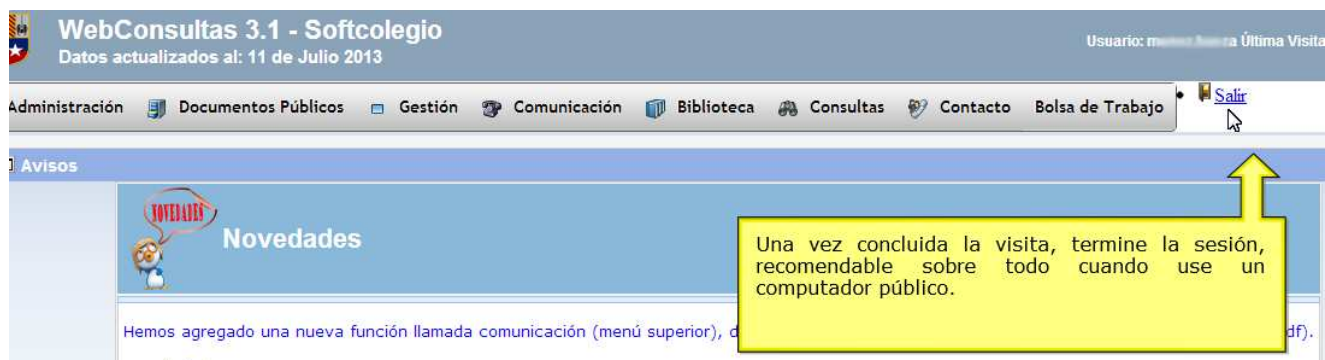 WebConsultas 3.1 - Softcolegio
Datos actualizados al: 11 de Julio 2013
Usuario: Última Visita
Administración Documentos Públicos Gestión Comunicación Biblioteca Consultas Contacto Bolsa de Trabajo • Salir
Avisos
NOVEDADES
Novedades
Una vez concluida la visita, termine la sesión,
recomendable sobre todo cuando use un
computador público.
Hemos agregado una nueva función llamada comunicación (menú superior), df).